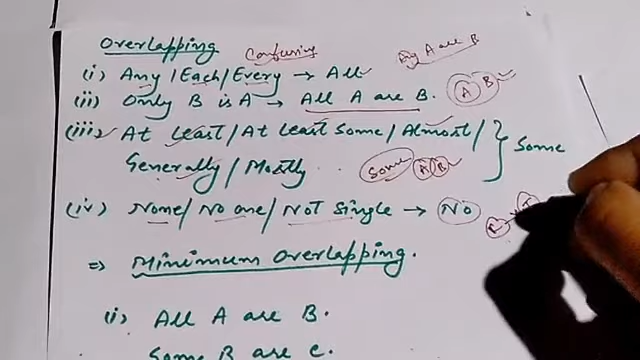 Overlapping Confusing Any A are B
(i) Any / Each / Every → All
(ii) Only B is A → All A are B. A B
(iii) At Least / At Least Some / Almost / } Some
Generally / Mostly Some A B
(iv) None / No one / Not Single → No A
⇒ Minimum Overlapping.
(i) All A are B.
Some B are C.